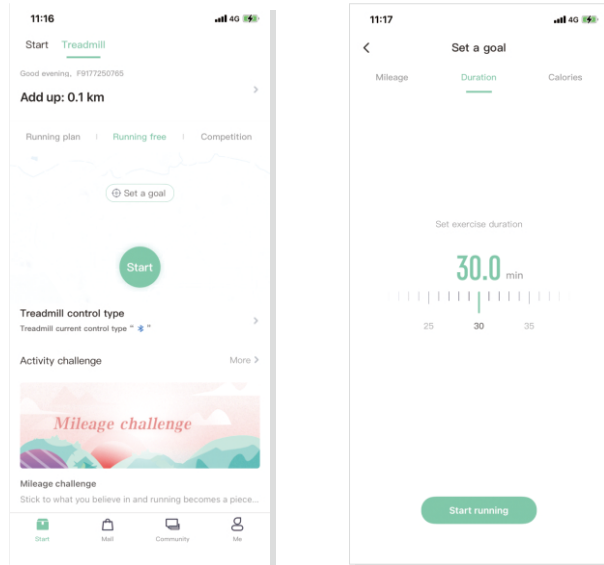 11:16
4G
Start Treadmill
Good evening, F9177250765
Add up: 0.1 km
Running plan Running free Competition
Set a goal
Start
Treadmill control type
Treadmill current control type " "
Activity challenge More
Mileage challenge
Mileage challenge
Stick to what you believe in and running becomes a piece...
Start Mall Community Me
11:17
4G
Set a goal
Mileage Duration Calories
Set exercise duration
30.0 min
25 30 35
Start running